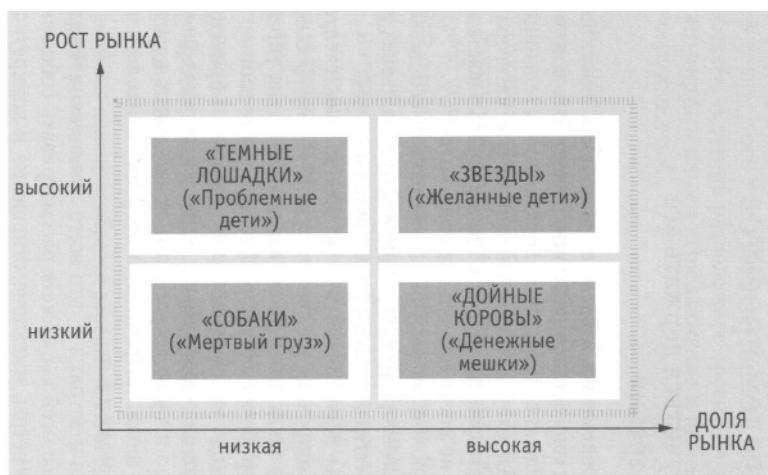 РОСТ РЫНКА
высокий
«ТЕМНЫЕ
ЛОШАДКИ»
(«Проблемные
дети»)
«ЗВЕЗДЫ»
(«Желанные дети»)
низкий
«СОБАКИ»
(«Мертвый груз»)
«ДОЙНЫЕ
КОРОВЫ»
(«Денежные
мешки»)
низкая
высокая
ДОЛЯ
РЫНКА